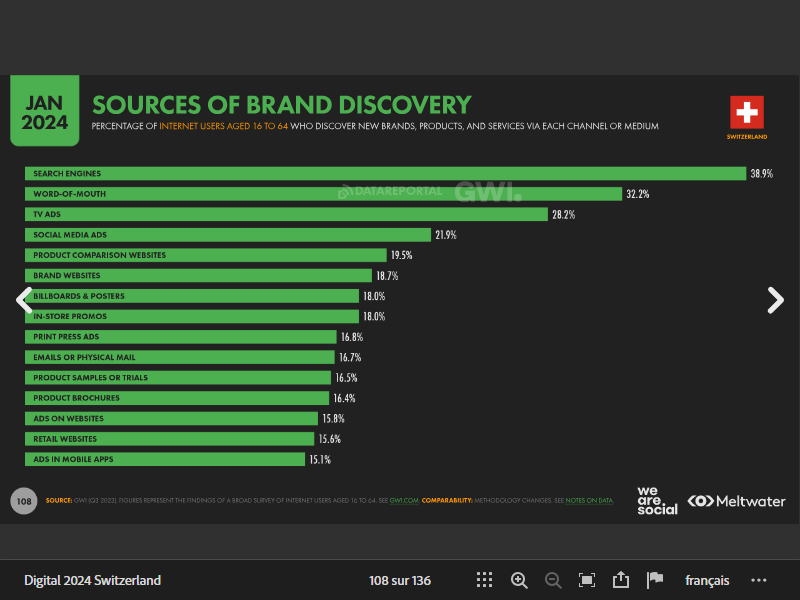 JAN
2024
SOURCES OF BRAND DISCOVERY
PERCENTAGE OF INTERNET USERS AGED 16 TO 64 WHO DISCOVER NEW BRANDS, PRODUCTS, AND SERVICES VIA EACH CHANNEL OR MEDIUM
SWITZERLAND
SEARCH ENGINES 38.9%
WORD-OF-MOUTH 32.2%
DATAREPORTAL GWI.
TV ADS 28.2%
SOCIAL MEDIA ADS 21.9%
PRODUCT COMPARISON WEBSITES 19.5%
BRAND WEBSITES 18.7%
BILLBOARDS & POSTERS 18.0%
IN-STORE PROMOS 18.0%
PRINT PRESS ADS 16.8%
EMAILS OR PHYSICAL MAIL 16.7%
PRODUCT SAMPLES OR TRIALS 16.5%
PRODUCT BROCHURES 16.4%
ADS ON WEBSITES 15.8%
RETAIL WEBSITES 15.6%
ADS IN MOBILE APPS 15.1%
108
SOURCE: GWI (Q3 2023). FIGURES REPRESENT THE FINDINGS OF A BROAD SURVEY OF INTERNET USERS AGED 16 TO 64. SEE GWI.COM. COMPARABILITY: METHODOLOGY CHANGES. SEE NOTES ON DATA.
we
are.
social
Meltwater
Digital 2024 Switzerland
108 sur 136
français